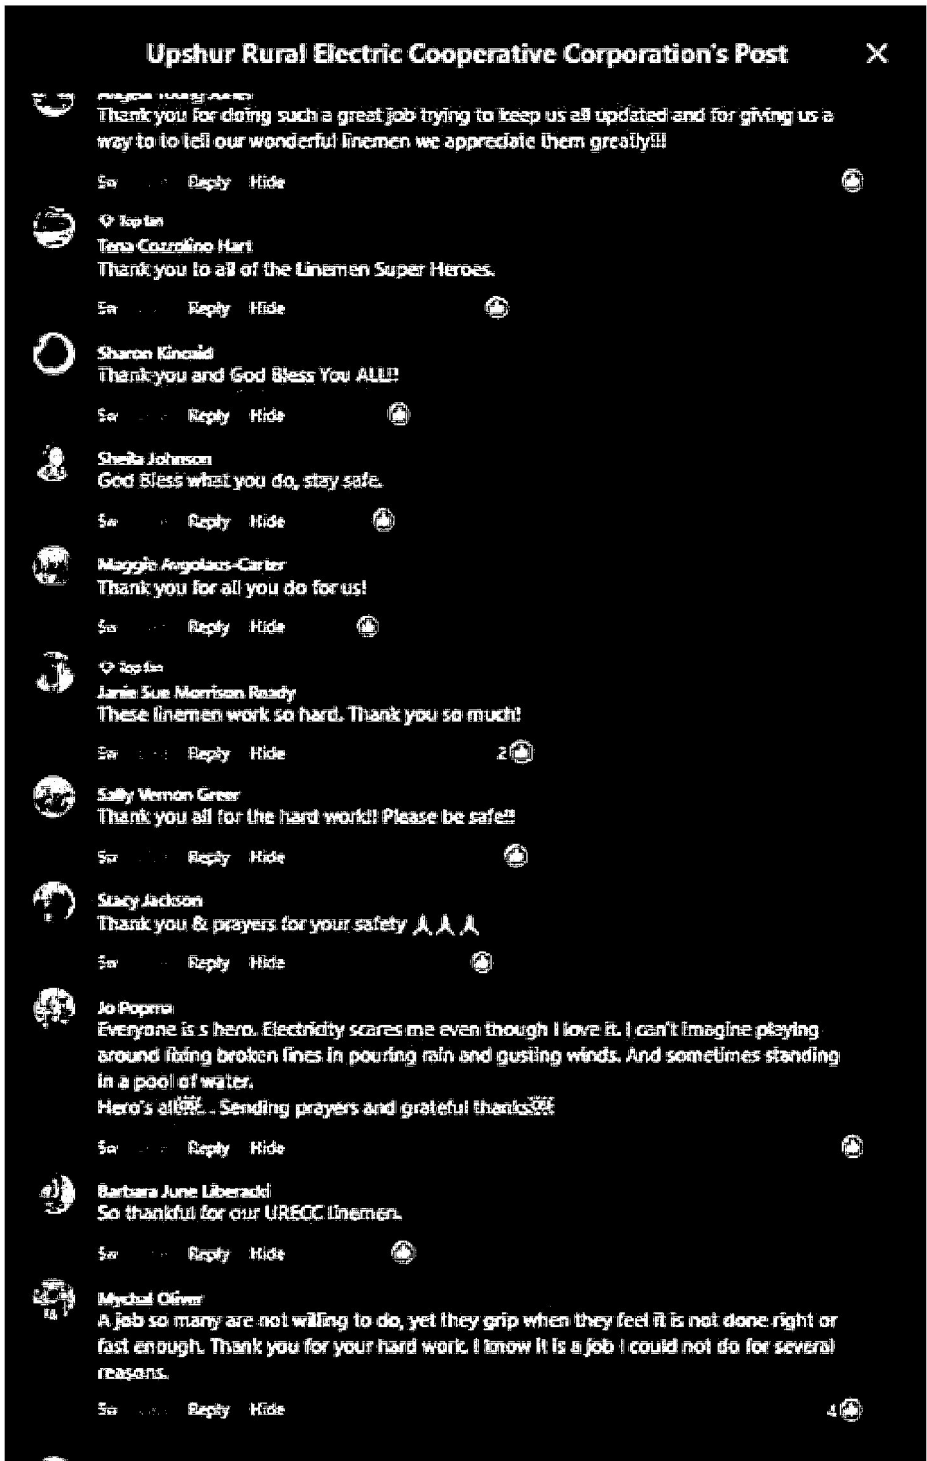 Upshur Rural Electric Cooperative Corporation's Post
Thank you for doing such a great job trying to keep us all updated and for giving us a
way to to tell our wonderful linemen we appreciate them greatly!!!
5w Reply Hide
Top fan
Tena Cozzolino Hart
Thank you to all of the Linemen Super Heroes.
5w Reply Hide
Sharon Kincaid
Thank you and God Bless You ALL!!
5w Reply Hide
Sheila Johnson
God Bless what you do, stay safe.
5w Reply Hide
Maggie
Thank you for all you do for us!
5w Reply Hide
Top fan
Janie Sue Morrison Ready
These linemen work so hard. Thank you so much!
5w Reply Hide 2
Sally Vernon Greer
Thank you all for the hard work!! Please be safe!!
5w Reply Hide
Stacy Jackson
Thank you & prayers for your safety
5w Reply Hide
Jo
Everyone is s hero. Electricity scares me even though I love it. I can't imagine playing
around fixing broken lines in pouring rain and gusting winds. And sometimes standing
in a pool of water.
Hero's all... Sending prayers and grateful thanks
5w Reply Hide
Barbara June
So thankful for our URECC linemen.
5w Reply Hide
Mychal Oliver
A job so many are not willing to do, yet they grip when they feel it is not done right or
fast enough. Thank you for your hard work. I know it is a job I could not do for several
reasons.
5w Reply Hide 4